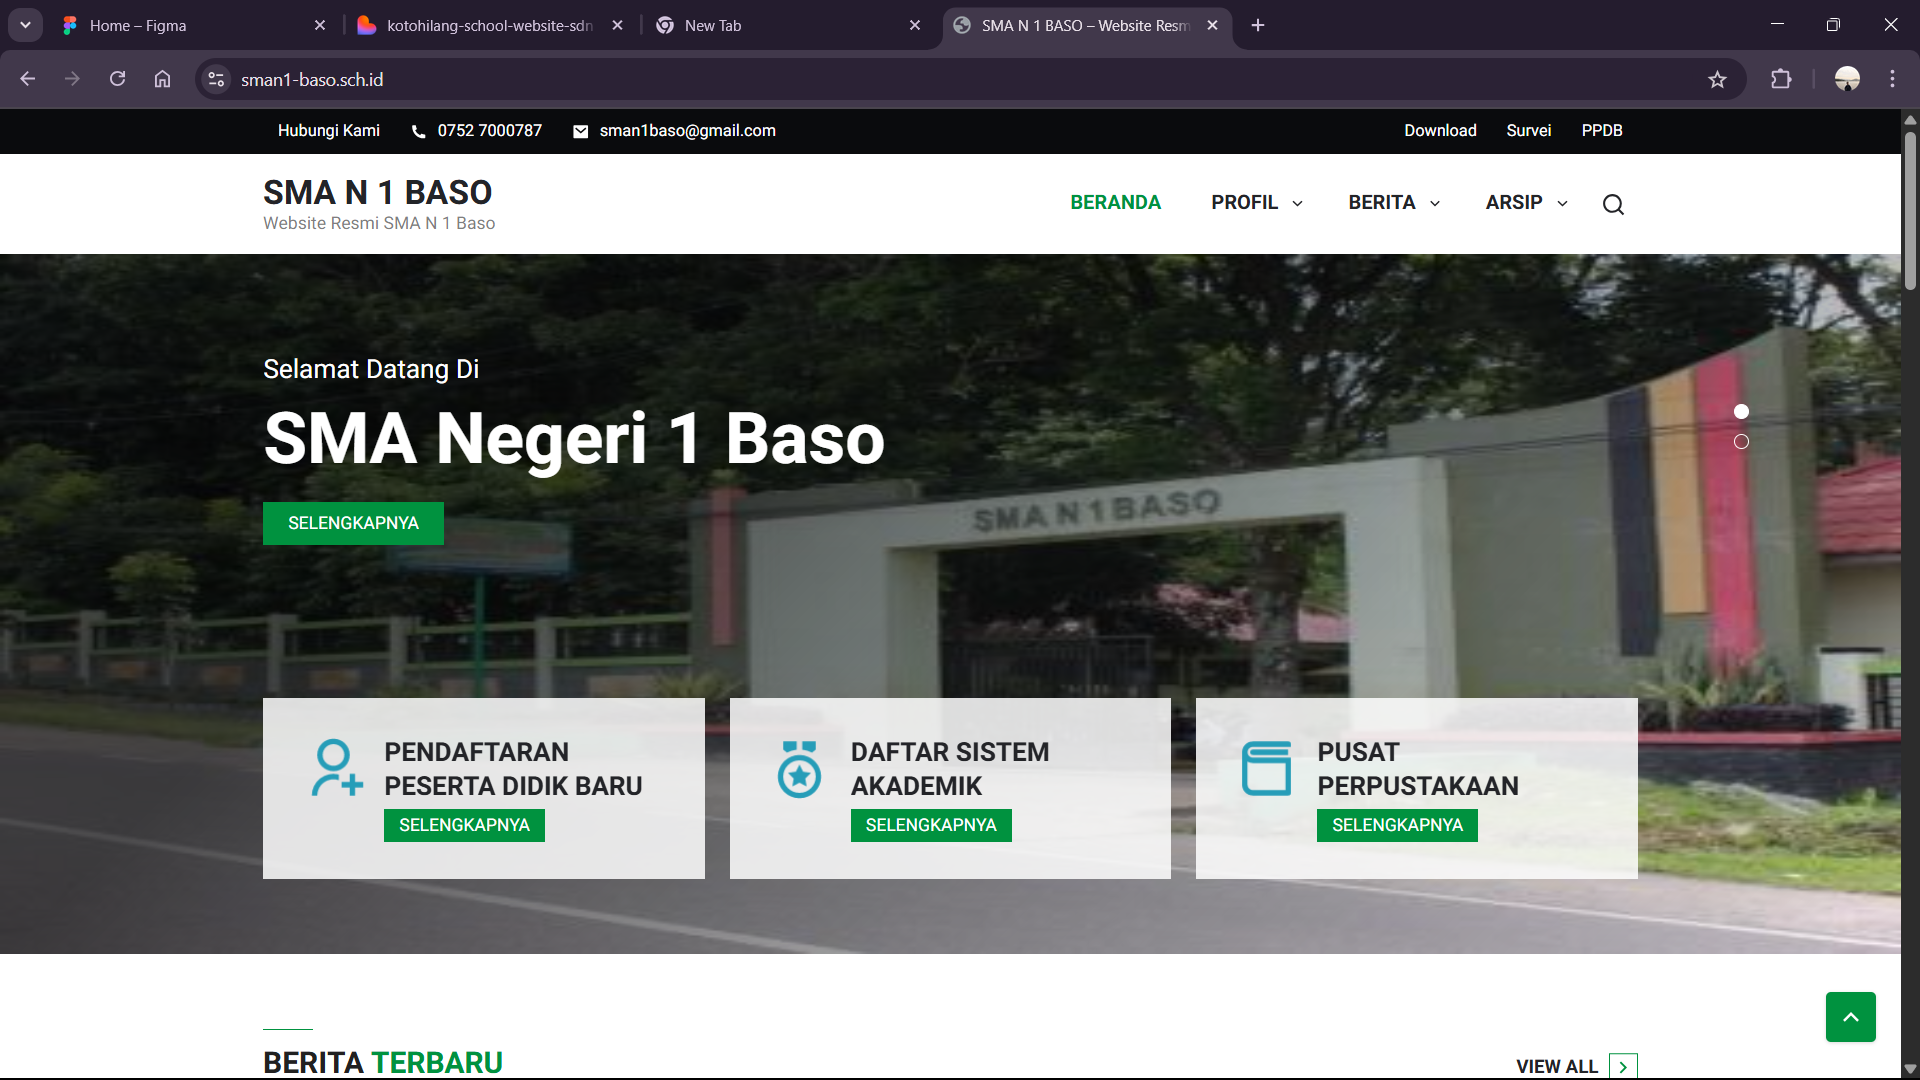 Home – Figma
kotohilang-school-website-sdn
New Tab
SMA N 1 BASO – Website Resm
sman1-baso.sch.id
Hubungi Kami 0752 7000787 sman1baso@gmail.com Download Survei PPDB
SMA N 1 BASO
Website Resmi SMA N 1 Baso
BERANDA PROFIL BERITA ARSIP
Selamat Datang Di
SMA Negeri 1 Baso
SELENGKAPNYA
SMA N 1 BASO
PENDAFTARAN
PESERTA DIDIK BARU
SELENGKAPNYA
DAFTAR SISTEM
AKADEMIK
SELENGKAPNYA
PUSAT
PERPUSTAKAAN
SELENGKAPNYA
BERITA TERBARU
VIEW ALL